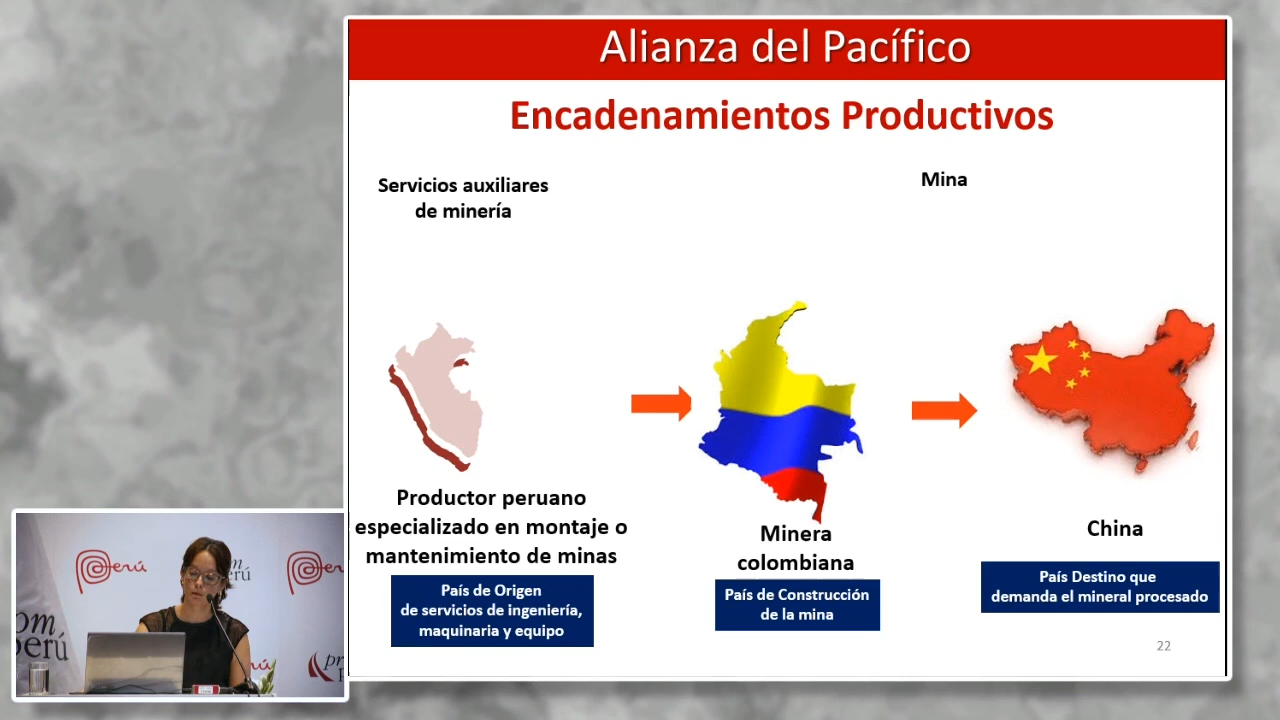 Alianza del Pacífico
Encadenamientos Productivos
Servicios auxiliares
de minería
Mina
Productor peruano
especializado en montaje o
mantenimiento de minas
País de Origen
de servicios de ingeniería,
maquinaria y equipo
Minera
colombiana
País de Construcción
de la mina
China
País Destino que
demanda el mineral procesado
22
Perú
om
perú